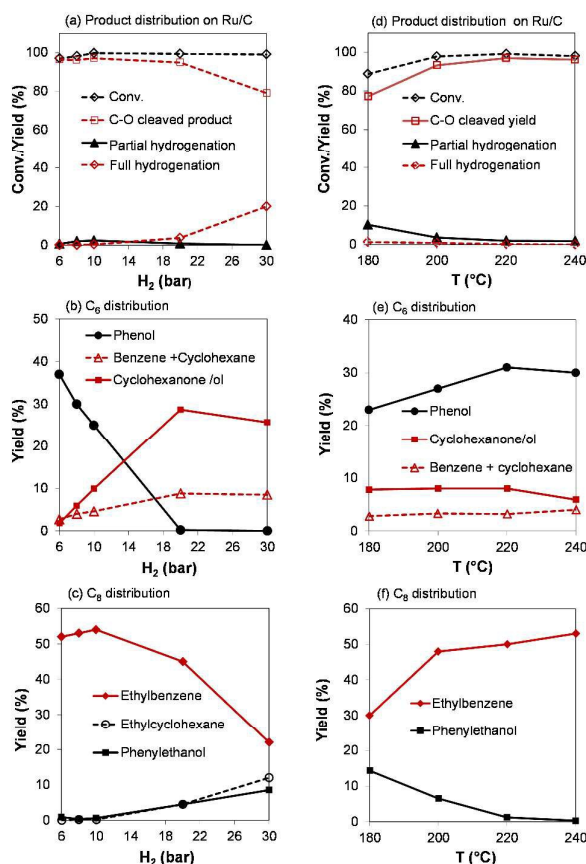 (a) Product distribution on Ru/C
Conv./Yield (%)
100
80
60
40
20
0
Conv.
C-O cleaved product
Partial hydrogenation
Full hydrogenation
6 10 14 18 22 26 30
H2 (bar)
(b) C6 distribution
Yield (%)
50
40
30
20
10
0
Phenol
Benzene +Cyclohexane
Cyclohexanone /ol
6 10 14 18 22 26 30
H2 (bar)
(c) C8 distribution
Yield (%)
60
50
40
30
20
10
0
Ethylbenzene
Ethylcyclohexane
Phenylethanol
6 10 14 18 22 26 30
H2 (bar)
(d) Product distribution on Ru/C
Conv./Yield (%)
100
80
60
40
20
0
Conv.
C-O cleaved yield
Partial hydrogenation
Full hydrogenation
180 200 220 240
T (°C)
(e) C6 distribution
Yield (%)
40
30
20
10
0
Phenol
Cyclohexanone/ol
Benzene + cyclohexane
180 200 220 240
T (°C)
(f) C8 distribution
Yield (%)
60
50
40
30
20
10
0
Ethylbenzene
Phenylethanol
180 200 220 240
T (°C)